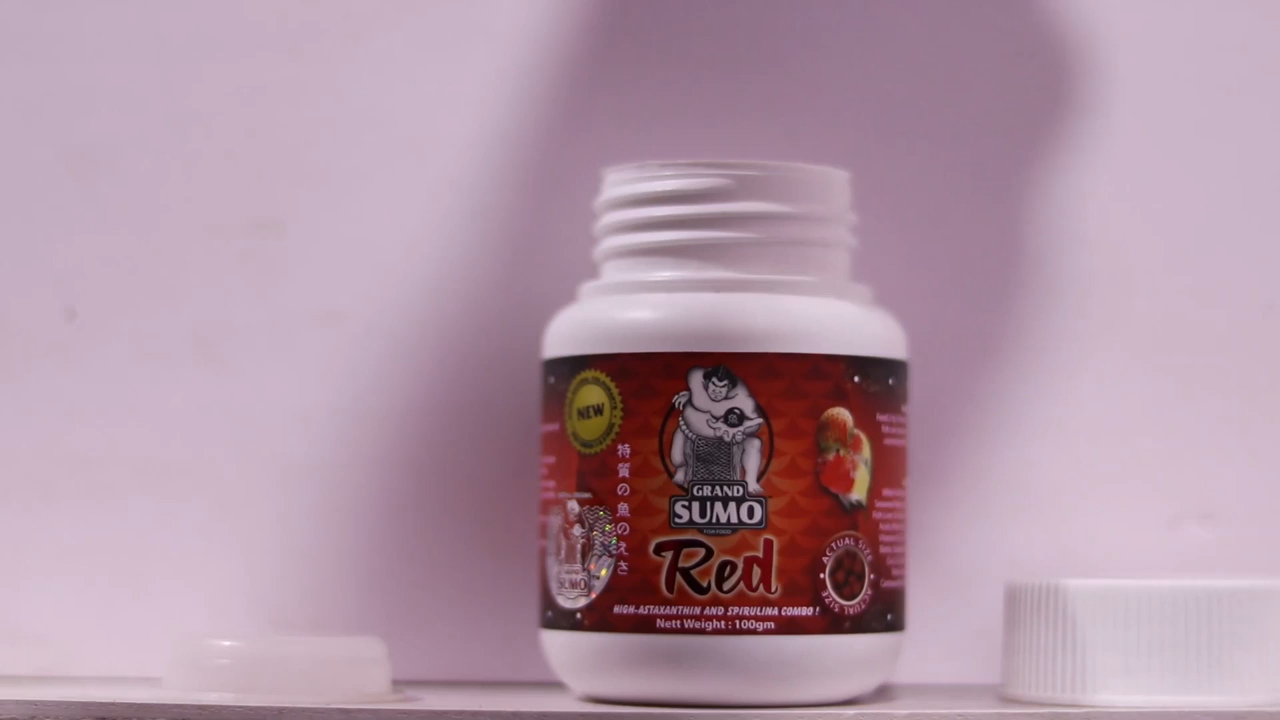 NEW
特質の魚のえさ
GRAND
SUMO
FISH FOOD
Red
HIGH-ASTAXANTHIN AND SPIRULINA COMBO !
Nett Weight : 100gm
SUMO
ACTUAL SIZE
ACTUAL SIZE